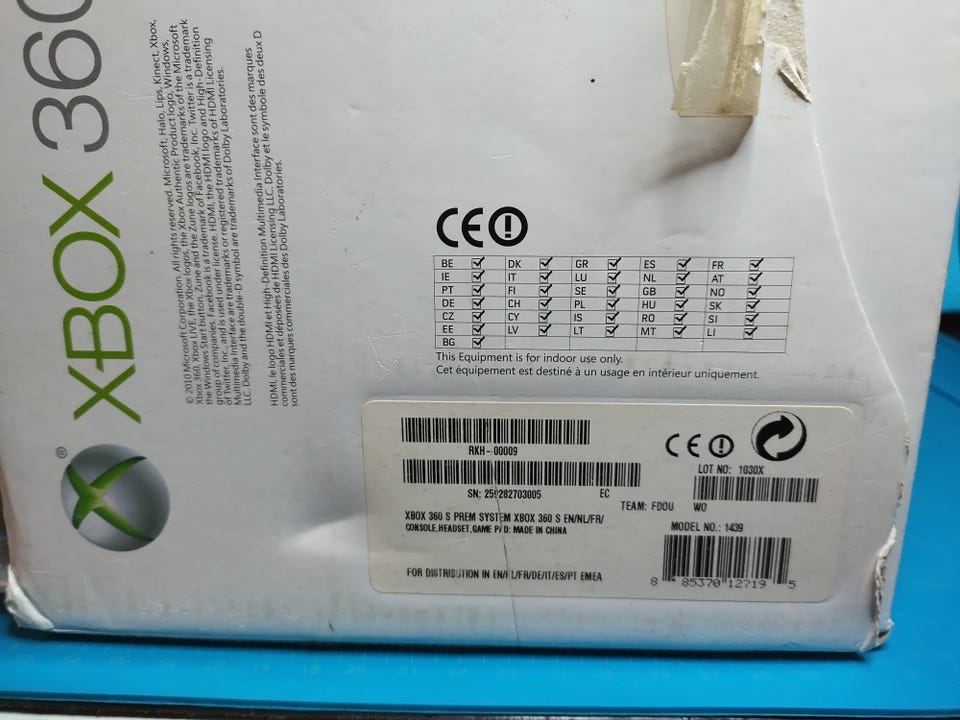 XBOX 360
®
© 2010 Microsoft Corporation. All rights reserved. Microsoft, Halo, Lips, Kinect, Xbox,
Xbox 360, Xbox LIVE, the Xbox logos, the Xbox Authentic Product logo, Windows,
the Windows Start button, Zune and the Zune logos are trademarks of the Microsoft
group of companies. Facebook is a trademark of Facebook, Inc. Twitter is a trademark
of Twitter, Inc., and is used under license. HDMI, the HDMI logo and High-Definition
Multimedia Interface are trademarks or registered trademarks of HDMI Licensing
LLC. Dolby and the double-D symbol are trademarks of Dolby Laboratories.
HDMI, le logo HDMI et High-Definition Multimedia Interface sont des marques
commerciales et déposées de HDMI Licensing LLC. Dolby et le symbole des deux D
sont des marques commerciales des Dolby Laboratories.
CE
BE DK GR ES FR
IE IT LU NL AT
PT FI SE GB NO
DE CH PL HU SK
CZ CY IS RO SI
EE LV LT MT LI
BG
This Equipment is for indoor use only.
Cet équipement est destiné à un usage en intérieur uniquement.
RKH-00009
CE
LOT NO: 1030X
SN: 259282703005 EC
TEAM: FDOU WO
XBOX 360 S PREM SYSTEM XBOX 360 S EN/NL/FR/
CONSOLE,HEADSET,GAME PAD: MADE IN CHINA
MODEL NO.: 1439
FOR DISTRIBUTION IN EN/NL/FR/DE/IT/ES/PT EMEA
8 85370 12719 5